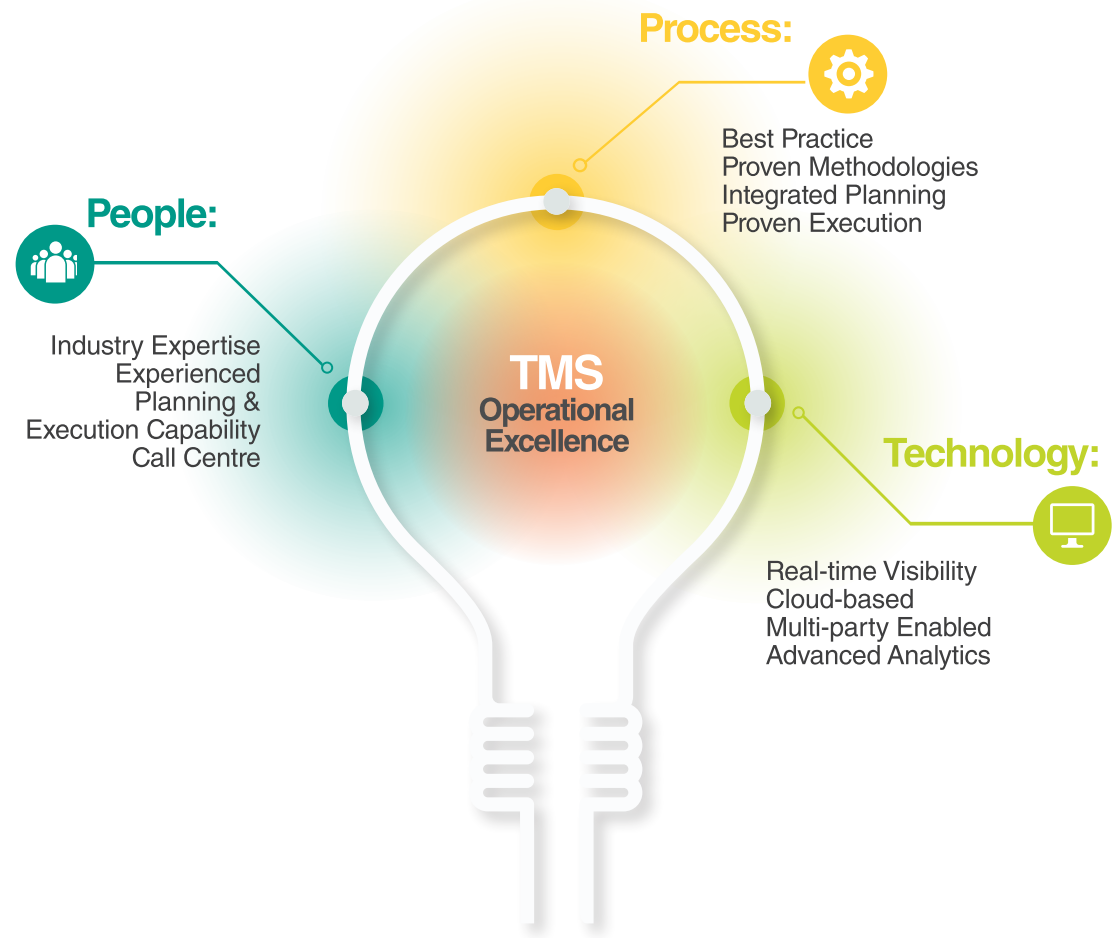 Process:
Best Practice
Proven Methodologies
Integrated Planning
Proven Execution
People:
Industry Expertise
Experienced
Planning &
Execution Capability
Call Centre
TMS
Operational
Excellence
Technology:
Real-time Visibility
Cloud-based
Multi-party Enabled
Advanced Analytics